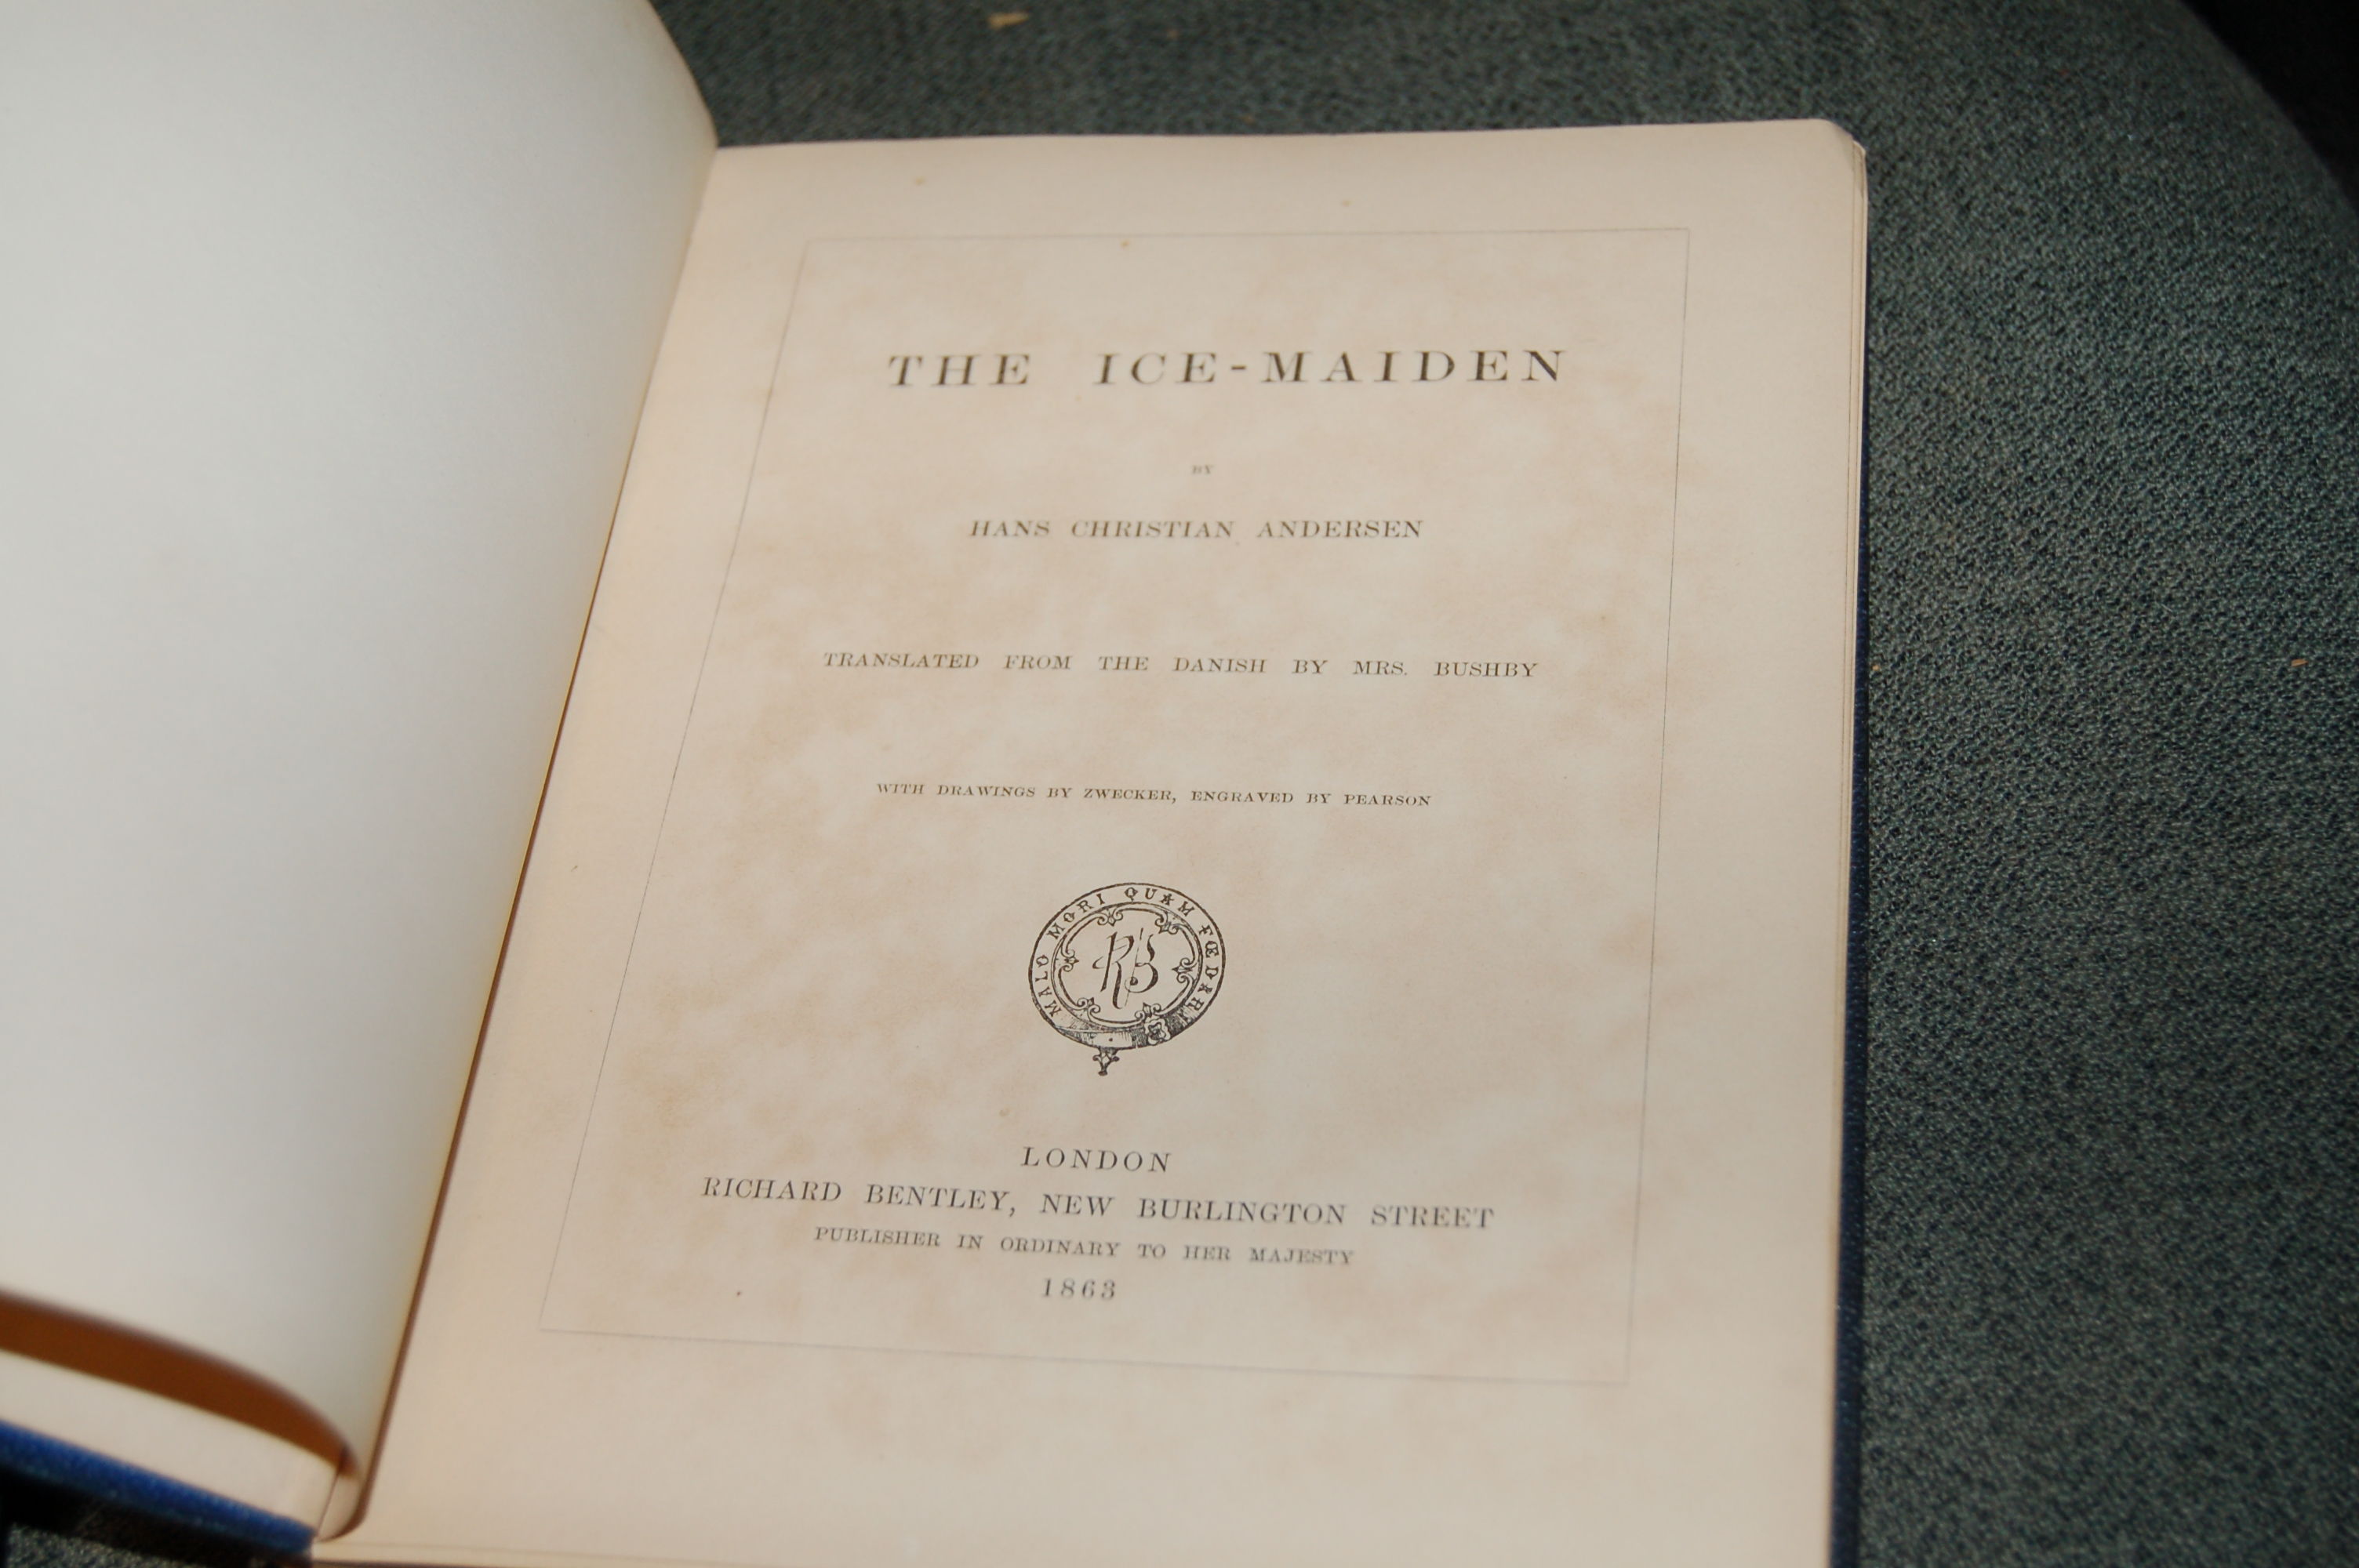 THE ICE-MAIDEN
BY
HANS CHRISTIAN ANDERSEN
TRANSLATED FROM THE DANISH BY MRS. BUSHBY
WITH DRAWINGS BY ZWECKER, ENGRAVED BY PEARSON
MALO MORI QUAM FŒDARI
RB
LONDON
RICHARD BENTLEY, NEW BURLINGTON STREET
PUBLISHER IN ORDINARY TO HER MAJESTY
1863